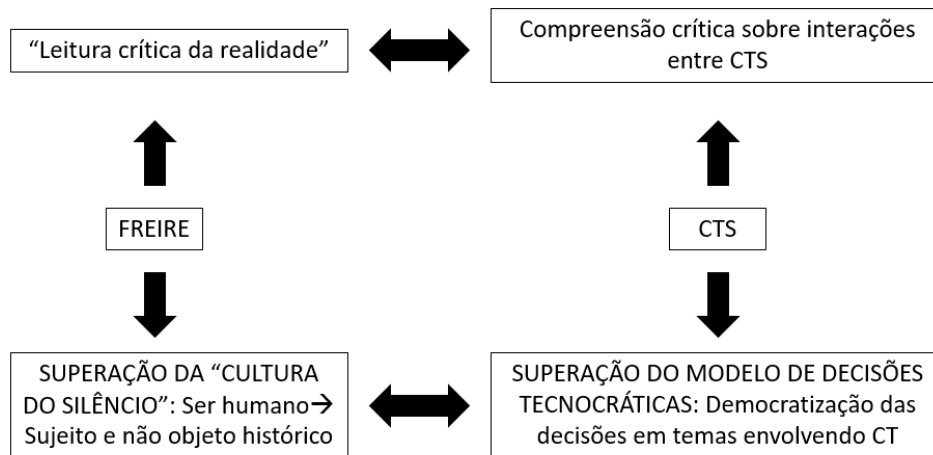 “Leitura crítica da realidade”
Compreensão crítica sobre interações
entre CTS
FREIRE
CTS
SUPERAÇÃO DA “CULTURA
DO SILÊNCIO”: Ser humano→
Sujeito e não objeto histórico
SUPERAÇÃO DO MODELO DE DECISÕES
TECNOCRÁTICAS: Democratização das
decisões em temas envolvendo CT